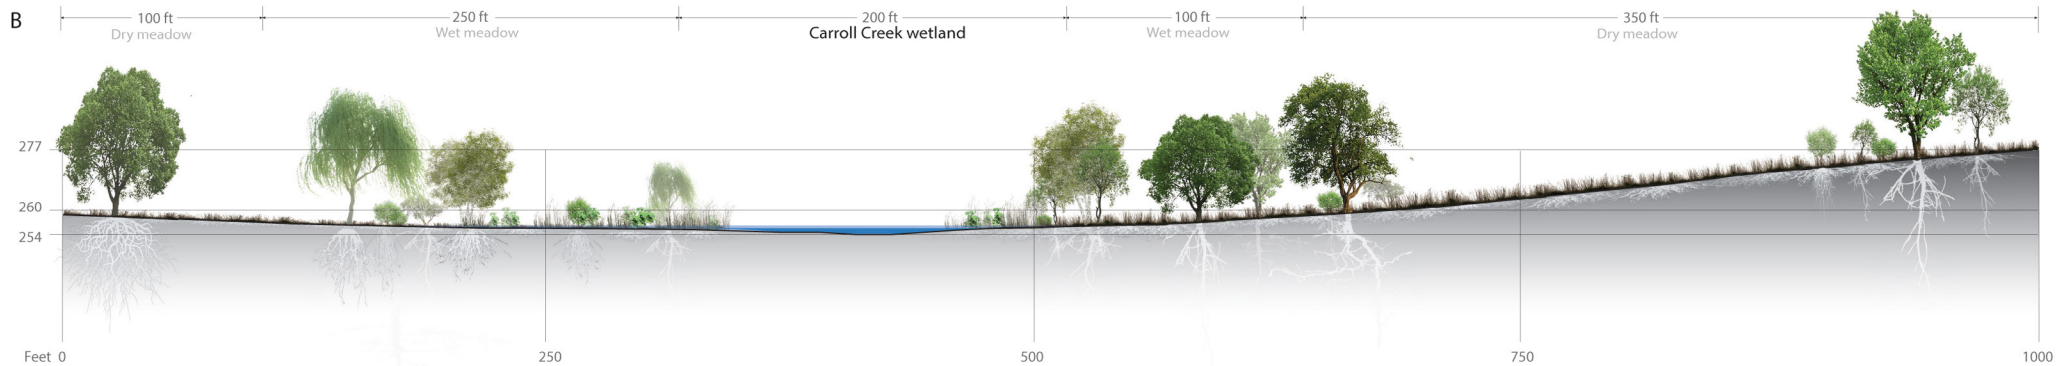 B
100 ft 250 ft 200 ft 100 ft 350 ft
Dry meadow Wet meadow Carroll Creek wetland Wet meadow Dry meadow
277
260
254
Feet 0 250 500 750 1000